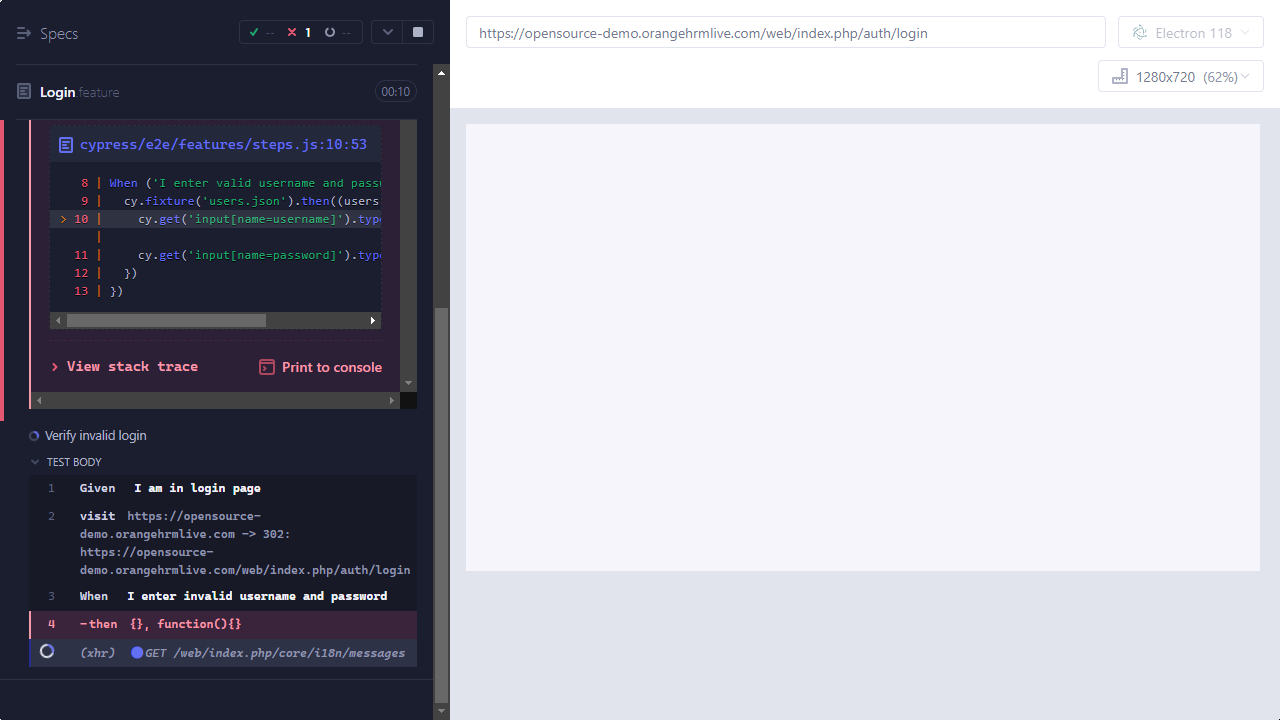 Specs
--
1
--
https://opensource-demo.orangehrmlive.com/web/index.php/auth/login
Electron 118
1280x720 (62%)
Login.feature
00:10
cypress/e2e/features/steps.js:10:53
8 | When ('I enter valid username and passw
9 | cy.fixture('users.json').then((users
> 10 | cy.get('input[name=username]').type
|
11 | cy.get('input[name=password]').type
12 | })
13 | })
> View stack trace
Print to console
Verify invalid login
TEST BODY
1 Given I am in login page
2 visit https://opensource-
demo.orangehrmlive.com -> 302:
https://opensource-
demo.orangehrmlive.com/web/index.php/auth/login
3 When I enter invalid username and password
4 -then {}, function(){}
(xhr) GET /web/index.php/core/i18n/messages